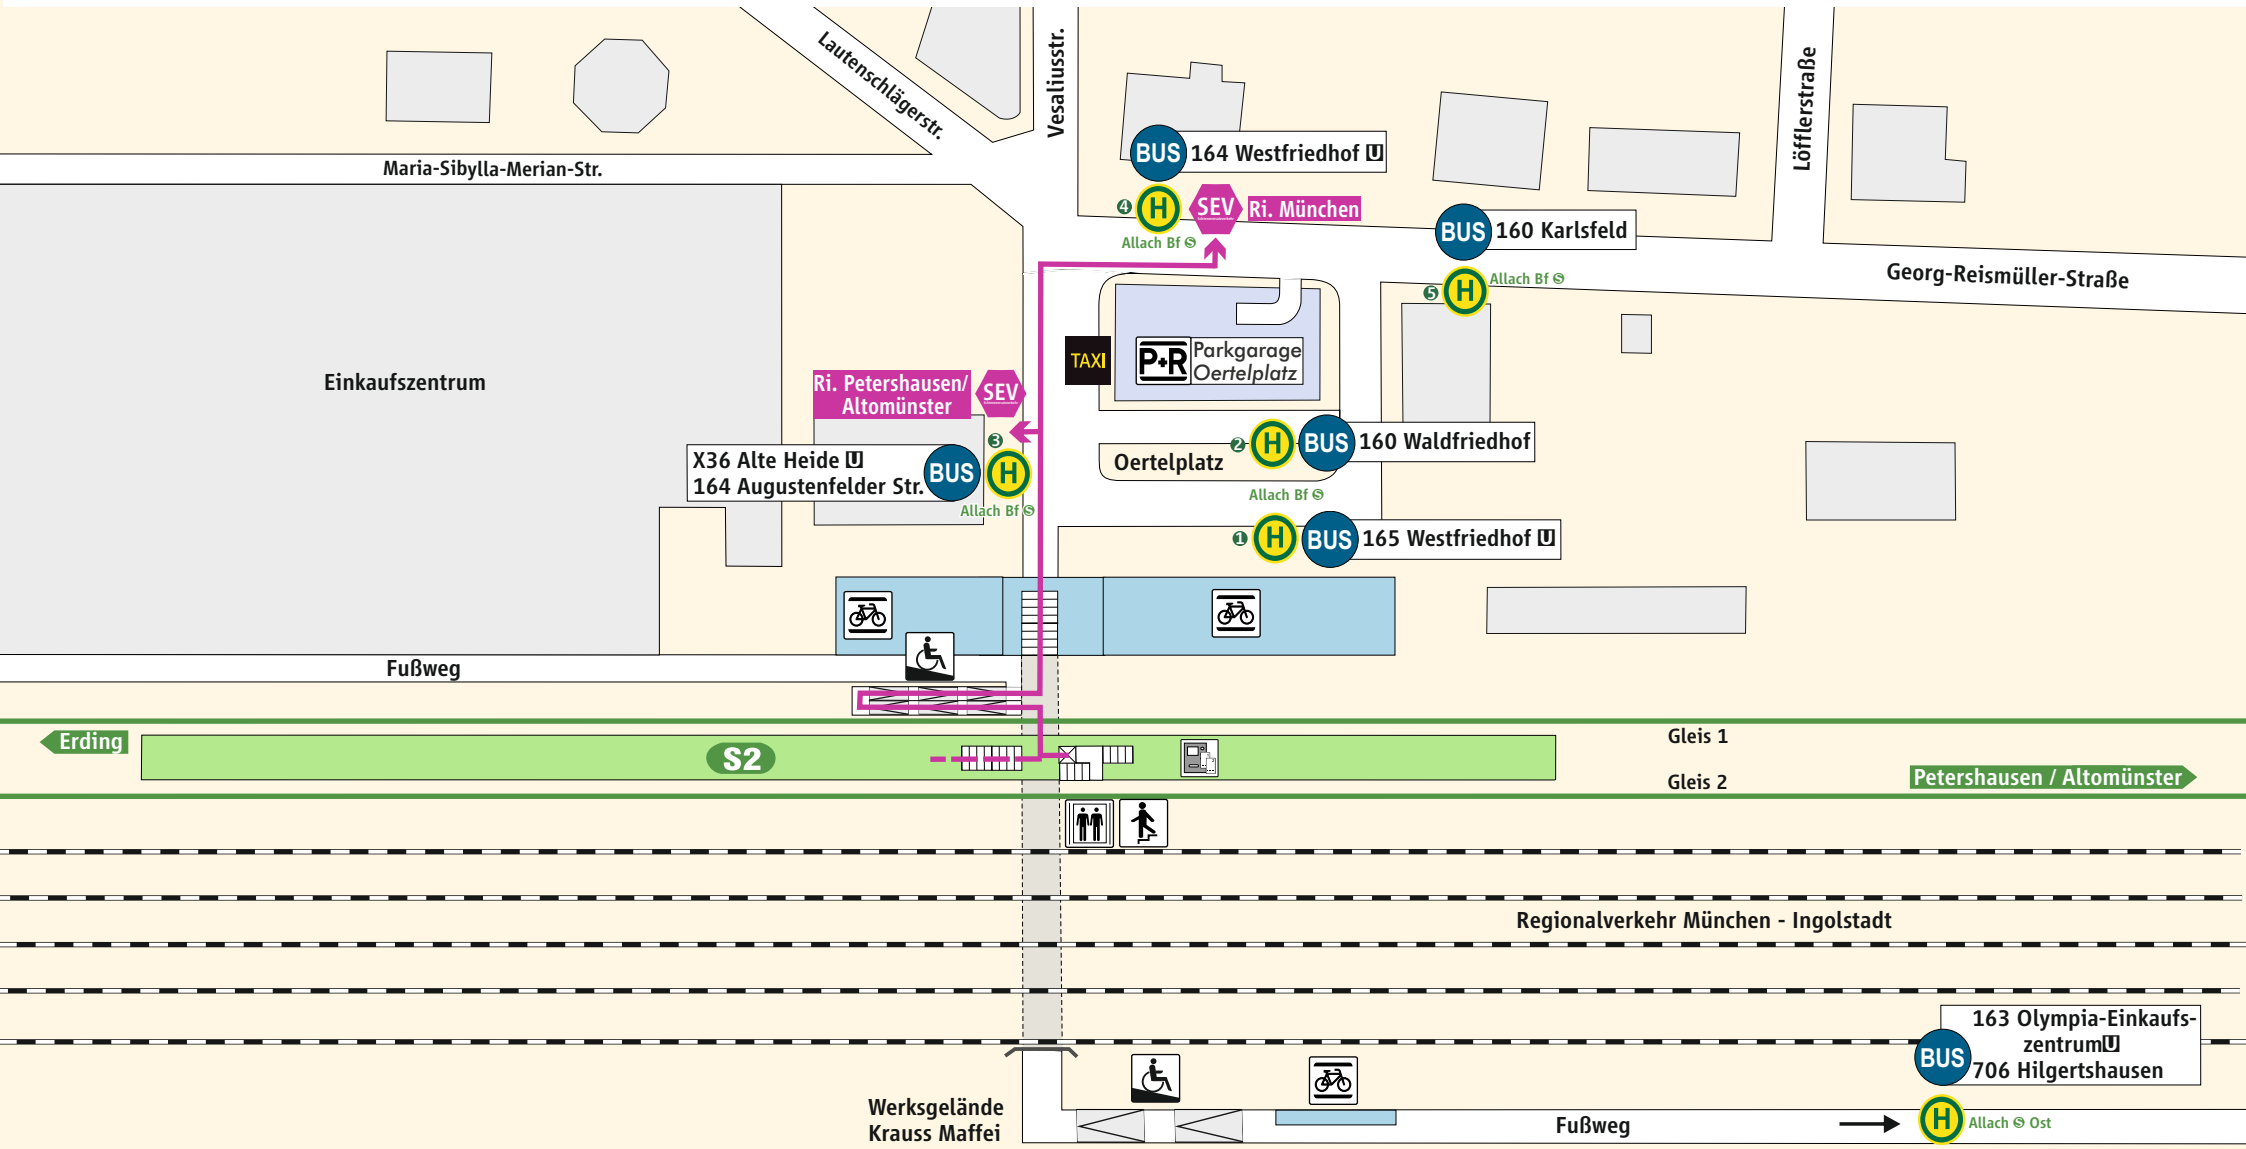 Lautenschlägerstr.
Vesaliusstr.
Löfflerstraße
Maria-Sibylla-Merian-Str.
BUS 164 Westfriedhof U
4 H SEV Ri. München
Allach Bf S
BUS 160 Karlsfeld
5 H Allach Bf S
Georg-Reismüller-Straße
Einkaufszentrum
TAXI
P+R Parkgarage
Oertelplatz
Ri. Petershausen/
Altomünster
SEV
3
X36 Alte Heide U
164 Augustenfelder Str.
BUS H
Allach Bf S
Oertelplatz
2 H BUS 160 Waldfriedhof
Allach Bf S
1 H BUS 165 Westfriedhof U
Fußweg
Erding
S2
Gleis 1
Gleis 2
Petershausen / Altomünster
Regionalverkehr München - Ingolstadt
BUS
163 Olympia-Einkaufs-
zentrumU
706 Hilgertshausen
Werksgelände
Krauss Maffei
Fußweg
H Allach S Ost